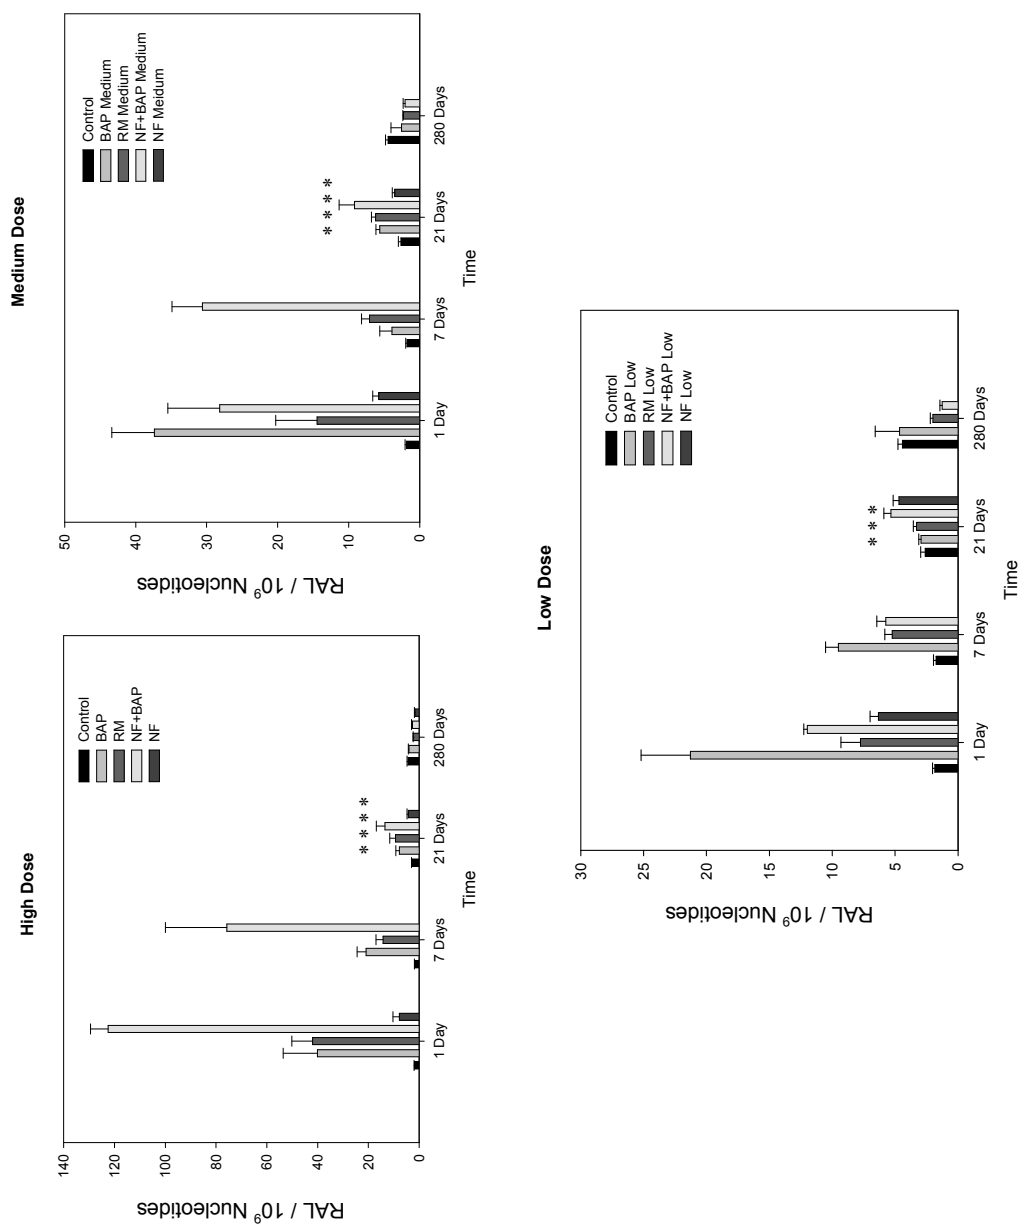 High Dose
RAL / 10⁹ Nucleotides
140
120
100
80
60
40
20
0
Control
BAP
RM
NF+BAP
NF
* * * *
1 Day 7 Days 21 Days 280 Days
Time
Medium Dose
RAL / 10⁹ Nucleotides
50
40
30
20
10
0
Control
BAP Medium
RM Medium
NF+BAP Medium
NF Meidum
* * * *
1 Day 7 Days 21 Days 280 Days
Time
Low Dose
RAL / 10⁹ Nucleotides
30
25
20
15
10
5
0
Control
BAP Low
RM Low
NF+BAP Low
NF Low
* * *
1 Day 7 Days 21 Days 280 Days
Time